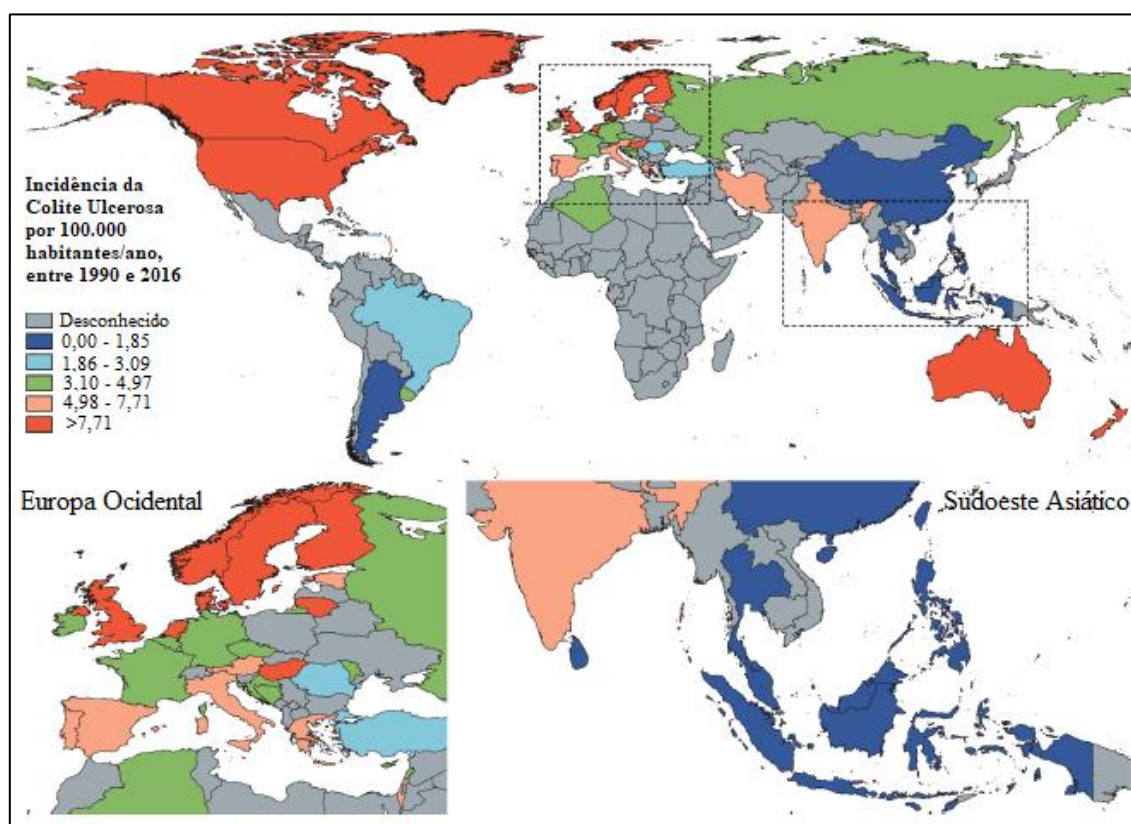 Incidência da
Colite Ulcerosa
por 100.000
habitantes/ano,
entre 1990 e 2016
Desconhecido
0,00 - 1,85
1.86 - 3.09
3.10 - 4.97
4,98 - 7,71
>7,71
Europa Ocidental
Sudoeste Asiático